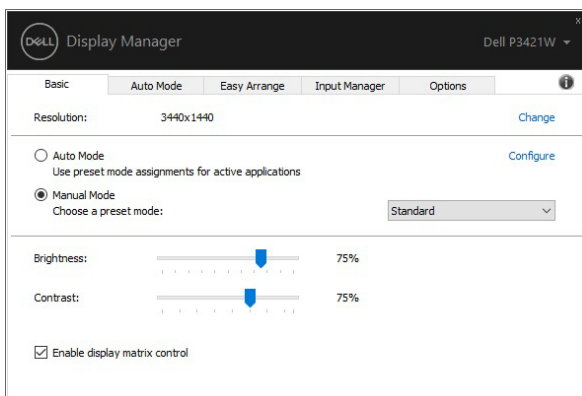 DELL Display Manager
Dell P3421W
Basic Auto Mode Easy Arrange Input Manager Options
Resolution: 3440x1440 Change
Auto Mode Configure
Use preset mode assignments for active applications
Manual Mode
Choose a preset mode: Standard
Brightness: 75%
Contrast: 75%
Enable display matrix control